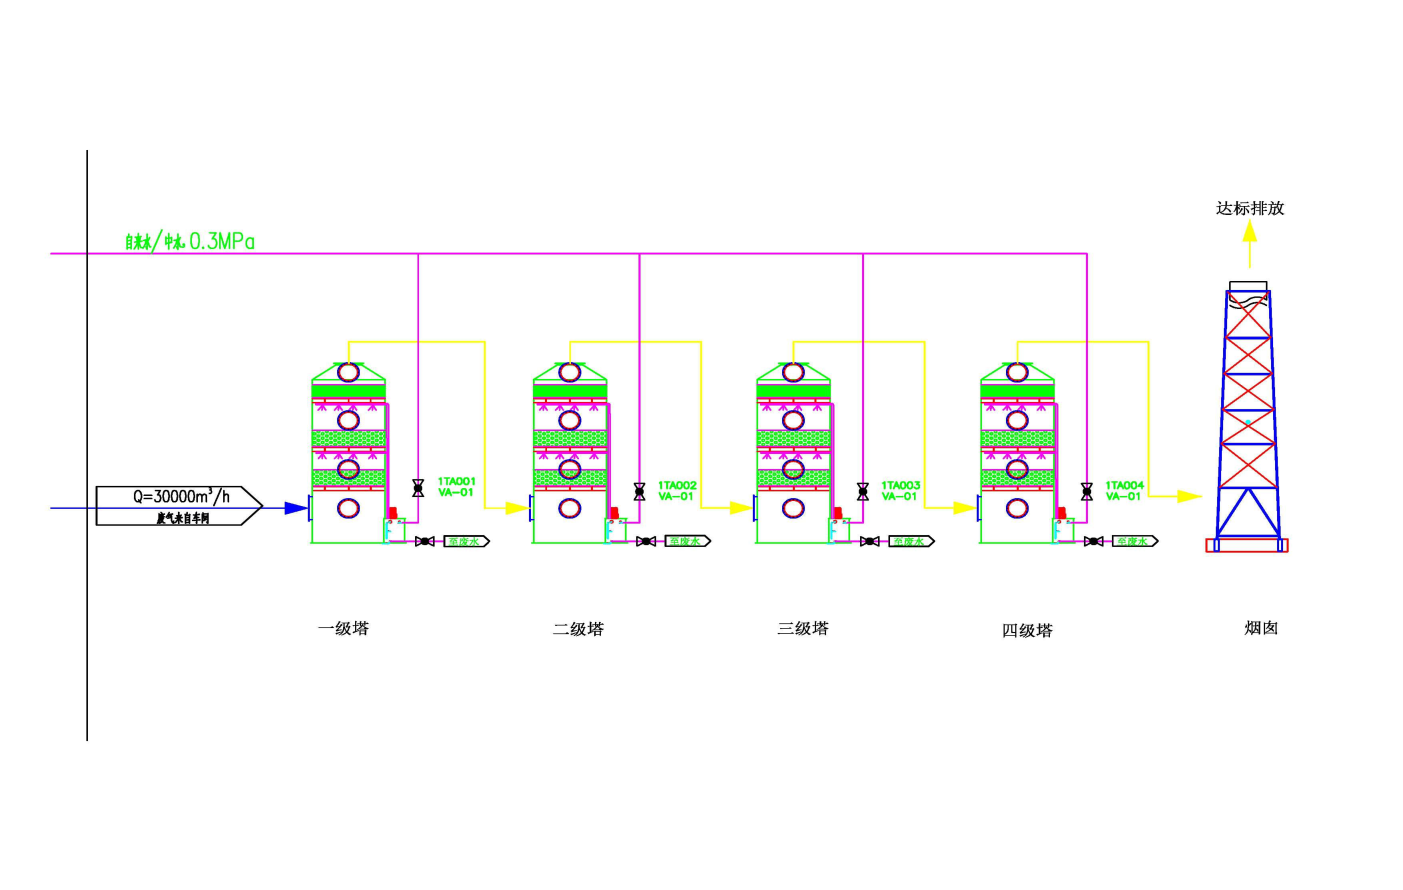 达标排放
自来水/中水 0.3MPa
1TA001
VA-01
1TA002
VA-01
1TA003
VA-01
1TA004
VA-01
Q=30000m³/h
废气来自车间
至废水
至废水
至废水
至废水
一级塔
二级塔
三级塔
四级塔
烟囱